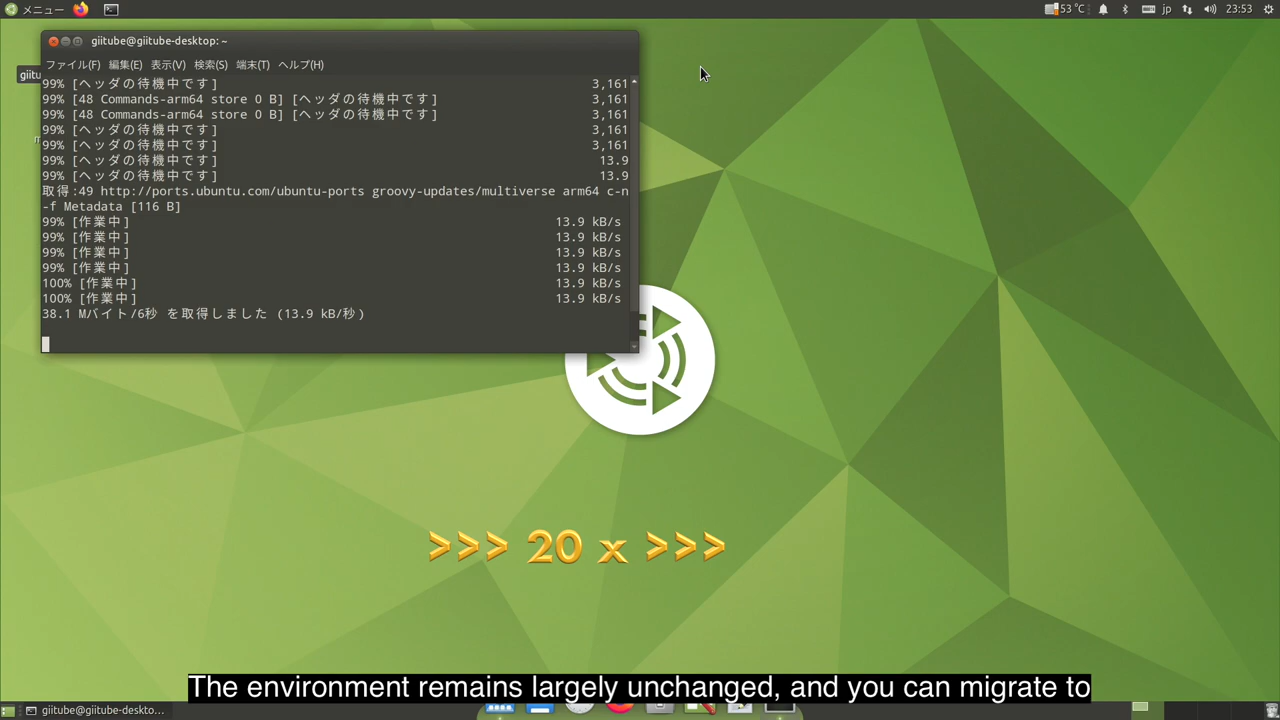 メニュー
53 ℃
jp
23:53
giitube@giitube-desktop: ~
ファイル(F) 編集(E) 表示(V) 検索(S) 端末(T) ヘルプ(H)
giitu
99% [ヘッダの待機中です] 3,161
99% [48 Commands-arm64 store 0 B] [ヘッダの待機中です] 3,161
99% [48 Commands-arm64 store 0 B] [ヘッダの待機中です] 3,161
99% [ヘッダの待機中です] 3,161
99% [ヘッダの待機中です] 3,161
99% [ヘッダの待機中です] 13.9
99% [ヘッダの待機中です] 13.9
取得:49 http://ports.ubuntu.com/ubuntu-ports groovy-updates/multiverse arm64 c-n
-f Metadata [116 B]
99% [作業中] 13.9 kB/s
99% [作業中] 13.9 kB/s
99% [作業中] 13.9 kB/s
99% [作業中] 13.9 kB/s
100% [作業中] 13.9 kB/s
100% [作業中] 13.9 kB/s
38.1 Mバイト/6秒 を取得しました (13.9 kB/秒)
>>> 20 x >>>
The environment remains largely unchanged, and you can migrate to
giitube@giitube-deskto...